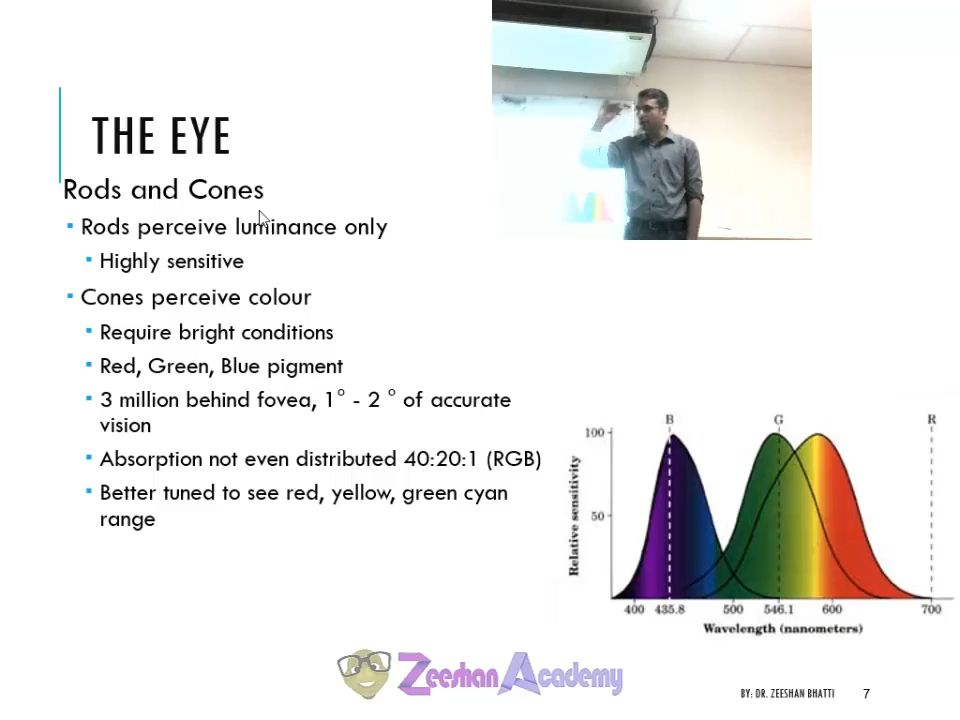 THE EYE
Rods and Cones
Rods perceive luminance only
Highly sensitive
Cones perceive colour
Require bright conditions
Red, Green, Blue pigment
3 million behind fovea, 1° - 2 ° of accurate
vision
Absorption not even distributed 40:20:1 (RGB)
Better tuned to see red, yellow, green cyan
range
B G R
100
50
Relative sensitivity
400 435.8 500 546.1 600 700
Wavelength (nanometers)
Zeeshan Academy
BY: DR. ZEESHAN BHATTI 7